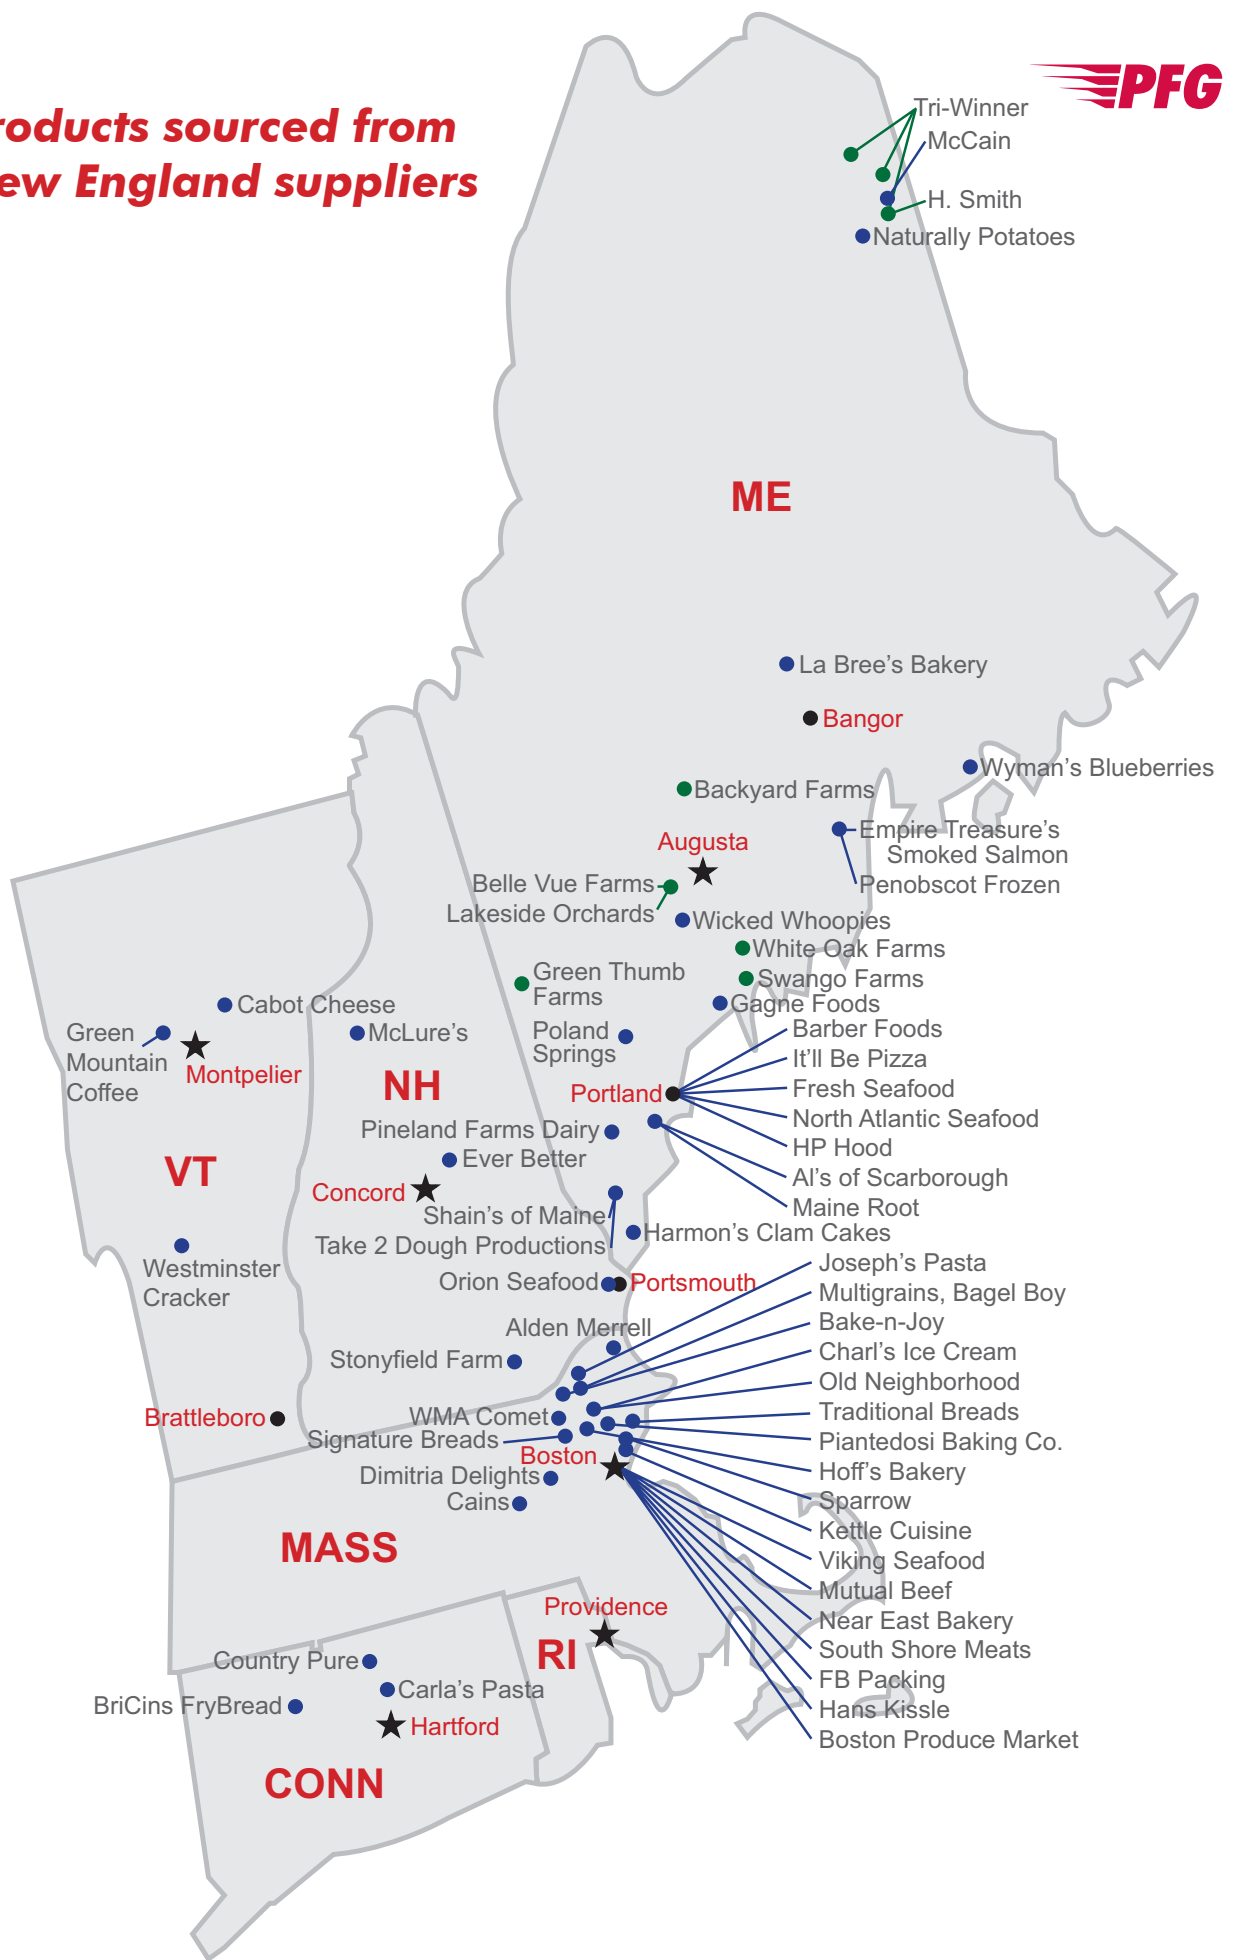 roducts sourced from
ew England suppliers
PFG
Tri-Winner
McCain
H. Smith
Naturally Potatoes
ME
La Bree's Bakery
Bangor
Wyman's Blueberries
Backyard Farms
Empire Treasure's
Smoked Salmon
Penobscot Frozen
Augusta
Belle Vue Farms
Lakeside Orchards
Wicked Whoopies
White Oak Farms
Swango Farms
Gagne Foods
Green Thumb
Farms
Poland
Springs
Cabot Cheese
Green
Mountain
Coffee
Montpelier
McLure's
NH
Portland
Barber Foods
It'll Be Pizza
Fresh Seafood
North Atlantic Seafood
HP Hood
Al's of Scarborough
Maine Root
Pineland Farms Dairy
Ever Better
VT
Concord
Shain's of Maine
Take 2 Dough Productions
Harmon's Clam Cakes
Westminster
Cracker
Orion Seafood
Portsmouth
Alden Merrell
Stonyfield Farm
Joseph's Pasta
Multigrains, Bagel Boy
Bake-n-Joy
Charl's Ice Cream
Old Neighborhood
Traditional Breads
Piantedosi Baking Co.
Hoff's Bakery
Sparrow
Kettle Cuisine
Viking Seafood
Mutual Beef
Near East Bakery
South Shore Meats
FB Packing
Hans Kissle
Boston Produce Market
Brattleboro
WMA Comet
Signature Breads
Boston
Dimitria Delights
Cains
MASS
Providence
RI
Country Pure
Carla's Pasta
BriCins FryBread
Hartford
CONN